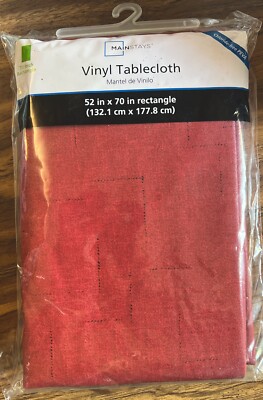 MAINSTAYS
Vinyl Tablecloth
Mantel de Vinilo
52 in x 70 in rectangle
(132.1 cm x 177.8 cm)